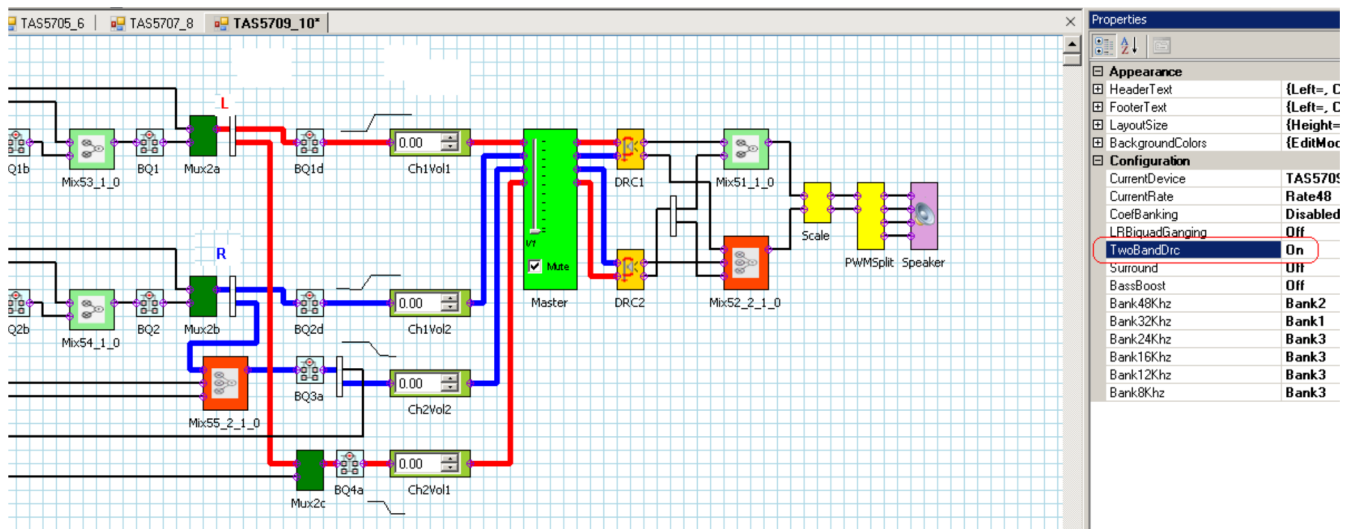 TAS5705_6
TAS5707_8
TAS5709_10*
L
0.00
Q1b
Mix53_1_0
BQ1
Mux2a
BQ1d
Ch1Vol1
DRC1
Mix51_1_0
R
V1
Mute
Scale
PWMSplit
Speaker
0.00
Master
DRC2
Mix52_2_1_0
Q2b
Mix54_1_0
BQ2
Mux2b
BQ2d
Ch1Vol2
0.00
BQ3a
Ch2Vol2
Mix55_2_1_0
0.00
Mux2c
BQ4a
Ch2Vol1
Properties
Appearance
HeaderText {Left=, C
FooterText {Left=, C
LayoutSize {Height=
BackgroundColors {EditMod
Configuration
CurrentDevice TAS5709
CurrentRate Rate48
CoefBanking Disabled
LRBiquadGanging Off
TwoBandDrc On
Surround Off
BassBoost Off
Bank48Khz Bank2
Bank32Khz Bank1
Bank24Khz Bank3
Bank16Khz Bank3
Bank12Khz Bank3
Bank8Khz Bank3